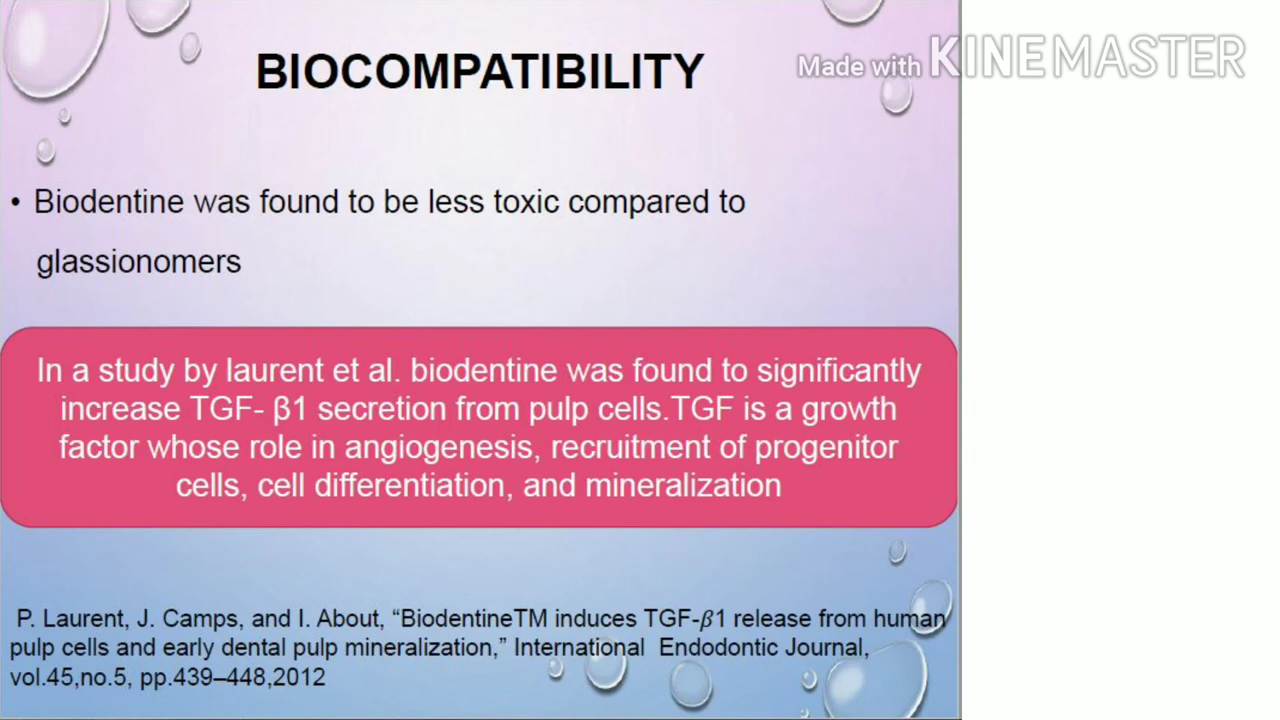 BIOCOMPATIBILITY
Made with KINEMASTER
• Biodentine was found to be less toxic compared to
glassionomers
In a study by laurent et al. biodentine was found to significantly
increase TGF- β1 secretion from pulp cells.TGF is a growth
factor whose role in angiogenesis, recruitment of progenitor
cells, cell differentiation, and mineralization
P. Laurent, J. Camps, and I. About, “BiodentineTM induces TGF-𝛽1 release from human
pulp cells and early dental pulp mineralization,” International Endodontic Journal,
vol.45,no.5, pp.439–448,2012